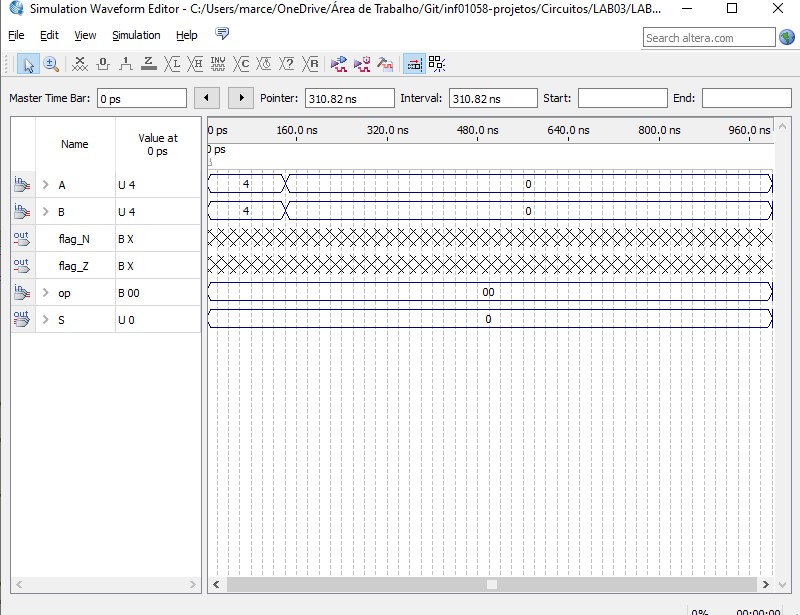 Simulation Waveform Editor - C:/Users/marce/OneDrive/Área de Trabalho/Git/inf01058-projetos/Circuitos/LAB03/LAB...
File Edit View Simulation Help
Search altera.com
Master Time Bar: 0 ps Pointer: 310.82 ns Interval: 310.82 ns Start: End:
Name Value at 0 ps
0 ps 160.0 ns 320.0 ns 480.0 ns 640.0 ns 800.0 ns 960.0 ns
0 ps
in A U 4 4 0
in B U 4 4 0
out flag_N B X
out flag_Z B X
in op B 00 00
out S U 0 0
0% 00:00:00